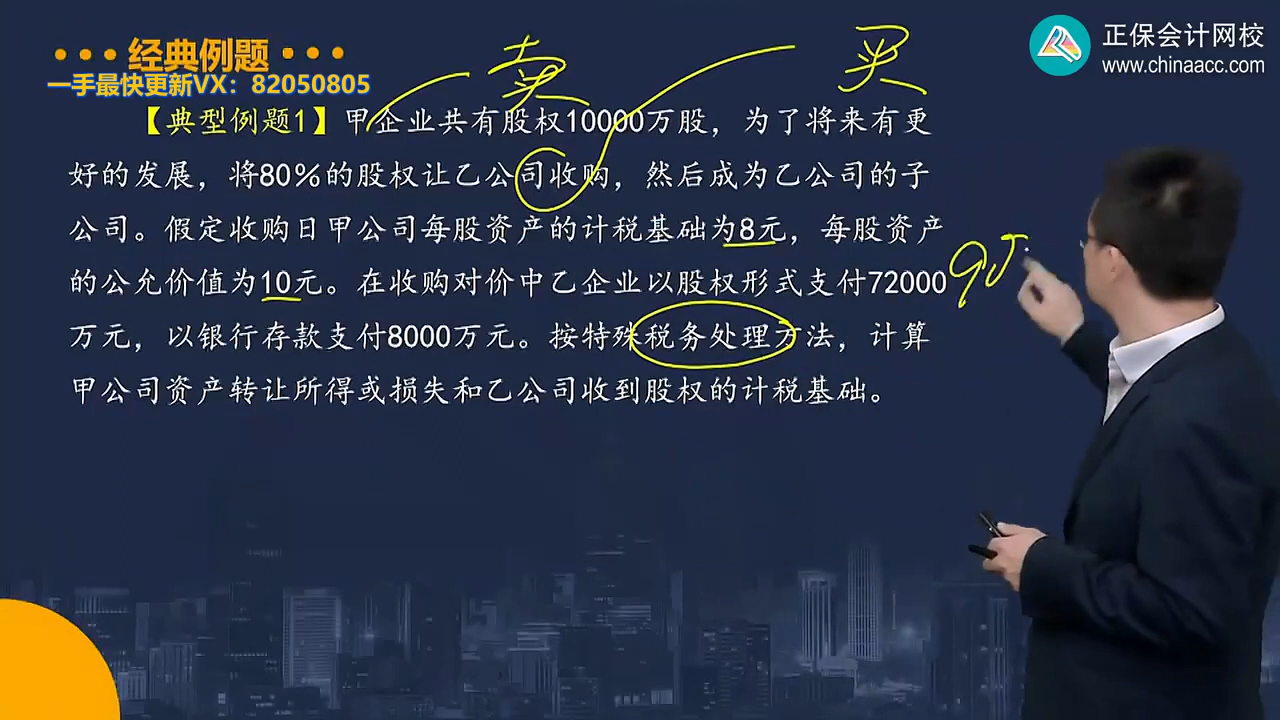 经典例题
一手最快更新VX：82050805
正保会计网校
www.chinaacc.com
卖 买
【典型例题1】甲企业共有股权10000万股，为了将来有更
好的发展，将80%的股权让乙公司收购，然后成为乙公司的子
公司。假定收购日甲公司每股资产的计税基础为8元，每股资产
的公允价值为10元。在收购对价中乙企业以股权形式支付72000
万元，以银行存款支付8000万元。按特殊税务处理方法，计算
甲公司资产转让所得或损失和乙公司收到股权的计税基础。